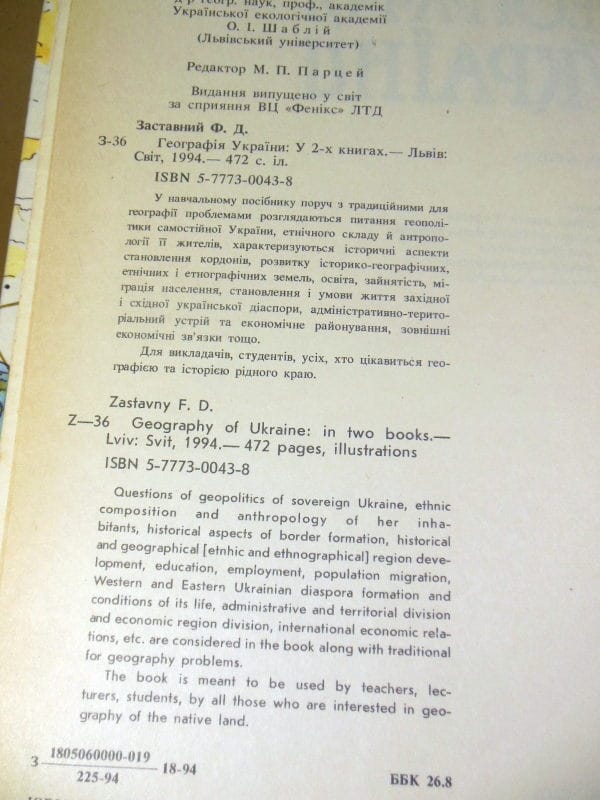 д-р геогр. наук, проф., академік
Української екологічної академії
О. І. Шаблій
(Львівський університет)
Редактор М. П. Парцей
Видання випущено у світ
за сприяння ВЦ «Фенікс» ЛТД
Заставний Ф. Д.
З-36 Географія України: У 2-х книгах.— Львів:
Світ, 1994.— 472 с. іл.
ISBN 5-7773-0043-8
У навчальному посібнику поруч з традиційними для
географії проблемами розглядаються питання геополі-
тики самостійної України, етнічного складу й антропо-
логії її жителів, характеризуються історичні аспекти
становлення кордонів, розвитку історико-географічних,
етнічних і етнографічних земель, освіта, зайнятість, мі-
грація населення, становлення і умови життя західної
і східної української діаспори, адміністративно-терито-
ріальний устрій та економічне районування, зовнішні
економічні зв'язки тощо.
Для викладачів, студентів, усіх, хто цікавиться гео-
графією та історією рідного краю.
Zastavny F. D.
Z—36 Geography of Ukraine: in two books.—
Lviv: Svit, 1994.— 472 pages, illustrations
ISBN 5-7773-0043-8
Questions of geopolitics of sovereign Ukraine, ethnic
composition and anthropology of her inha-
bitants, historical aspects of border formation, historical
and geographical [etnhic and ethnographical] region deve-
lopment, education, employment, population migration,
Western and Eastern Ukrainian diaspora formation and
conditions of its life, administrative and territorial division
and economic region division, international economic rela-
tions, etc. are considered in the book along with traditional
for geography problems.
The book is meant to be used by teachers, lec-
turers, students, by all those who are interested in geo-
graphy of the native land.
З 1805060000-019
225-94 18-94
ББК 26.8